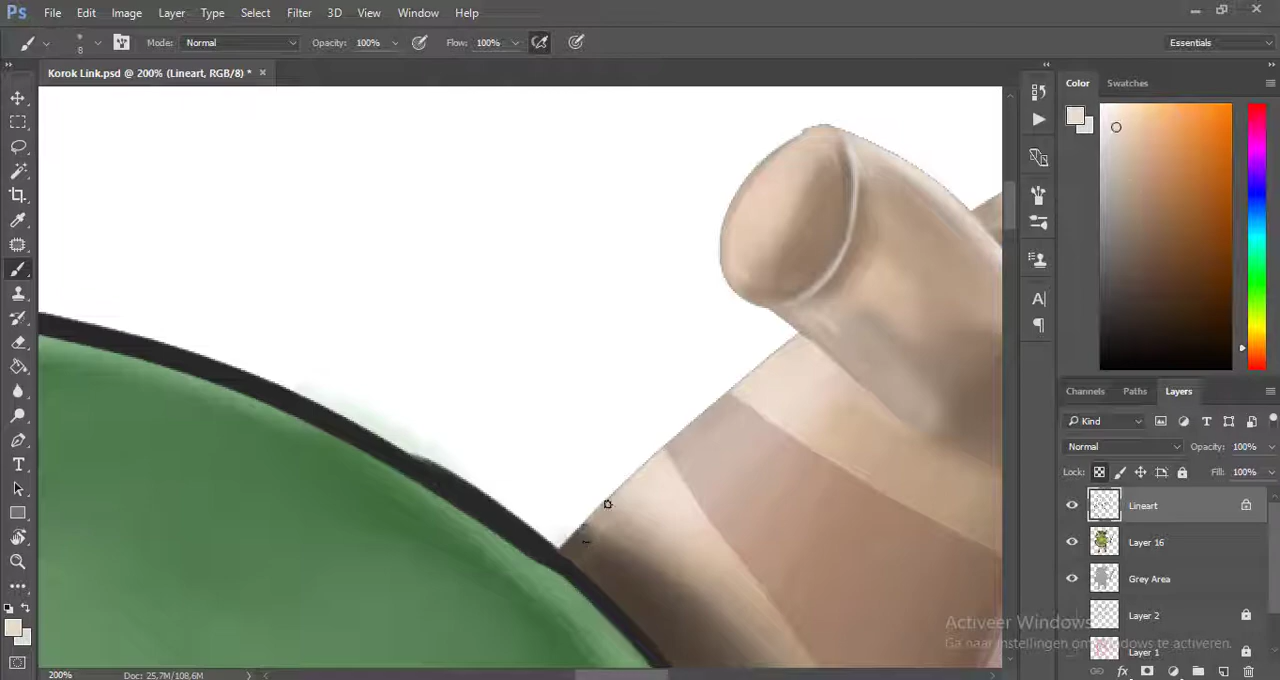 Ps File Edit Image Layer Type Select Filter 3D View Window Help
8 Mode: Normal Opacity: 100% Flow: 100% Essentials
Korok Link.psd @ 200% (Lineart, RGB/8) *
Color Swatches
Channels Paths Layers
Kind
Normal Opacity: 100%
Lock: Fill: 100%
Lineart
Layer 16
Grey Area
Layer 2
Layer 1
Activeer Windows
Ga naar instellingen om Windows te activeren.
200% Doc: 25,7M/108,6M